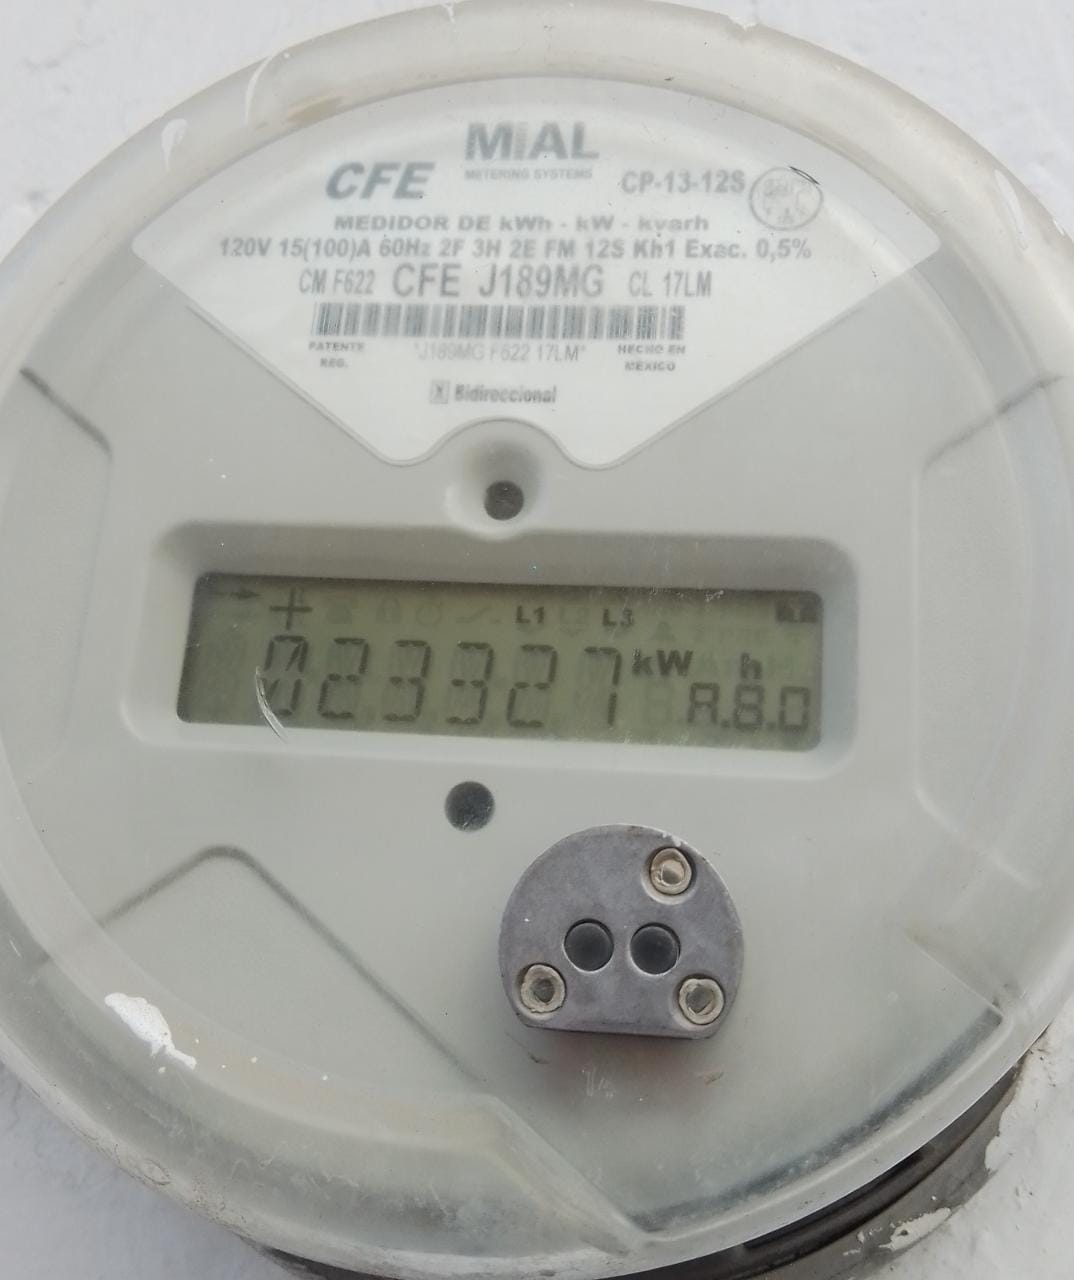 MIAL
METERING SYSTEMS
CFE
CP-13-12S
MEDIDOR DE kWh - kW - kvarh
120V 15(100)A 60Hz 2F 3H 2E FM 12S Kh1 Exac. 0,5%
CM F622 CFE J189MG CL 17LM
PATENTE REG.
*J189MG F622 17LM*
HECHO EN MEXICO
X Bidireccional
L1 L3
023327 kW h
8.8.0